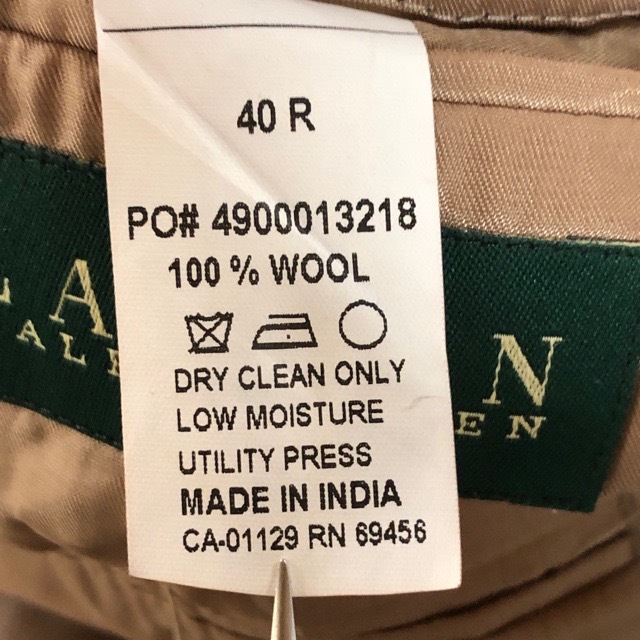 40 R
PO# 4900013218
100 % WOOL
DRY CLEAN ONLY
LOW MOISTURE
UTILITY PRESS
MADE IN INDIA
CA-01129 RN 69456